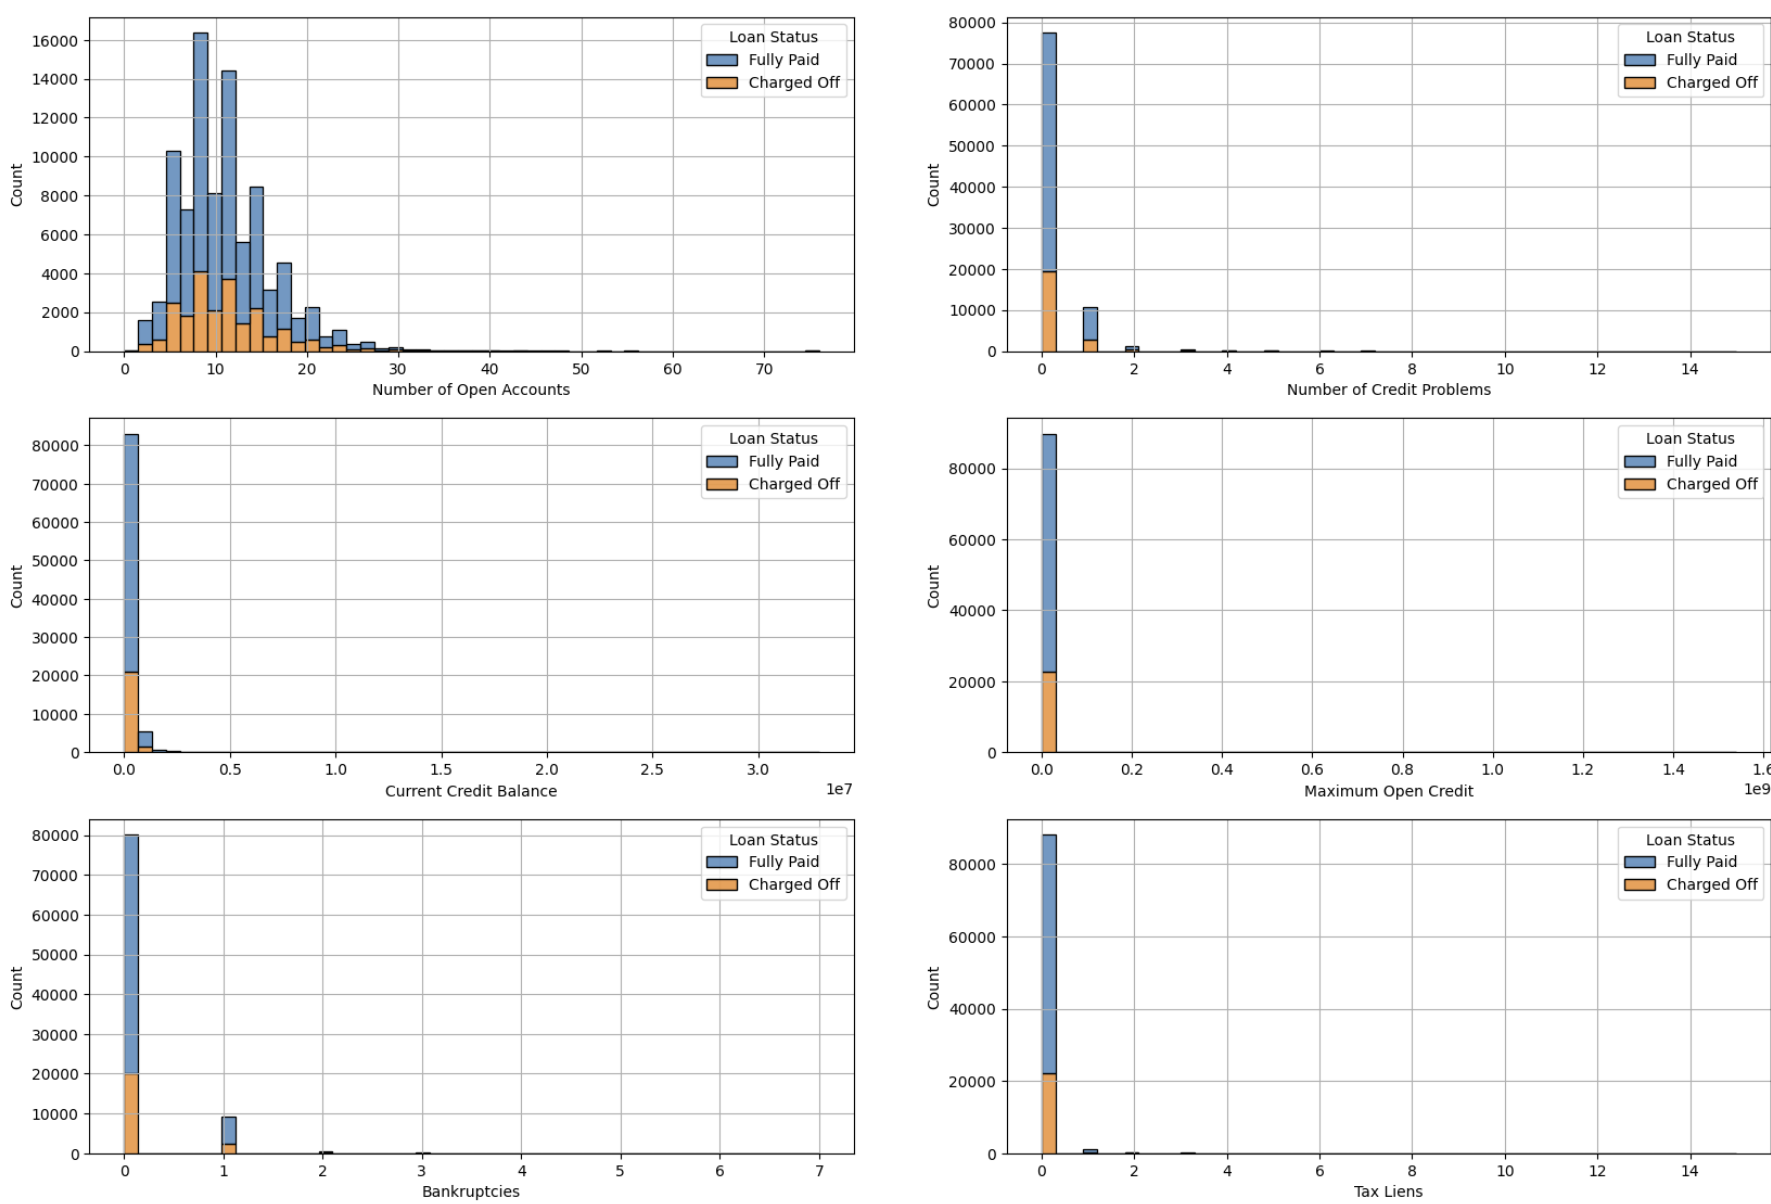 Loan Status
Fully Paid
Charged Off
16000
14000
12000
10000
8000
6000
4000
2000
0
Count
0 10 20 30 40 50 60 70
Number of Open Accounts
Loan Status
Fully Paid
Charged Off
80000
70000
60000
50000
40000
30000
20000
10000
0
Count
0 2 4 6 8 10 12 14
Number of Credit Problems
Loan Status
Fully Paid
Charged Off
80000
70000
60000
50000
40000
30000
20000
10000
0
Count
0.0 0.5 1.0 1.5 2.0 2.5 3.0
1e7
Current Credit Balance
Loan Status
Fully Paid
Charged Off
80000
60000
40000
20000
0
Count
0.0 0.2 0.4 0.6 0.8 1.0 1.2 1.4 1.6
1e9
Maximum Open Credit
Loan Status
Fully Paid
Charged Off
80000
70000
60000
50000
40000
30000
20000
10000
0
Count
0 1 2 3 4 5 6 7
Bankruptcies
Loan Status
Fully Paid
Charged Off
80000
60000
40000
20000
0
Count
0 2 4 6 8 10 12 14
Tax Liens